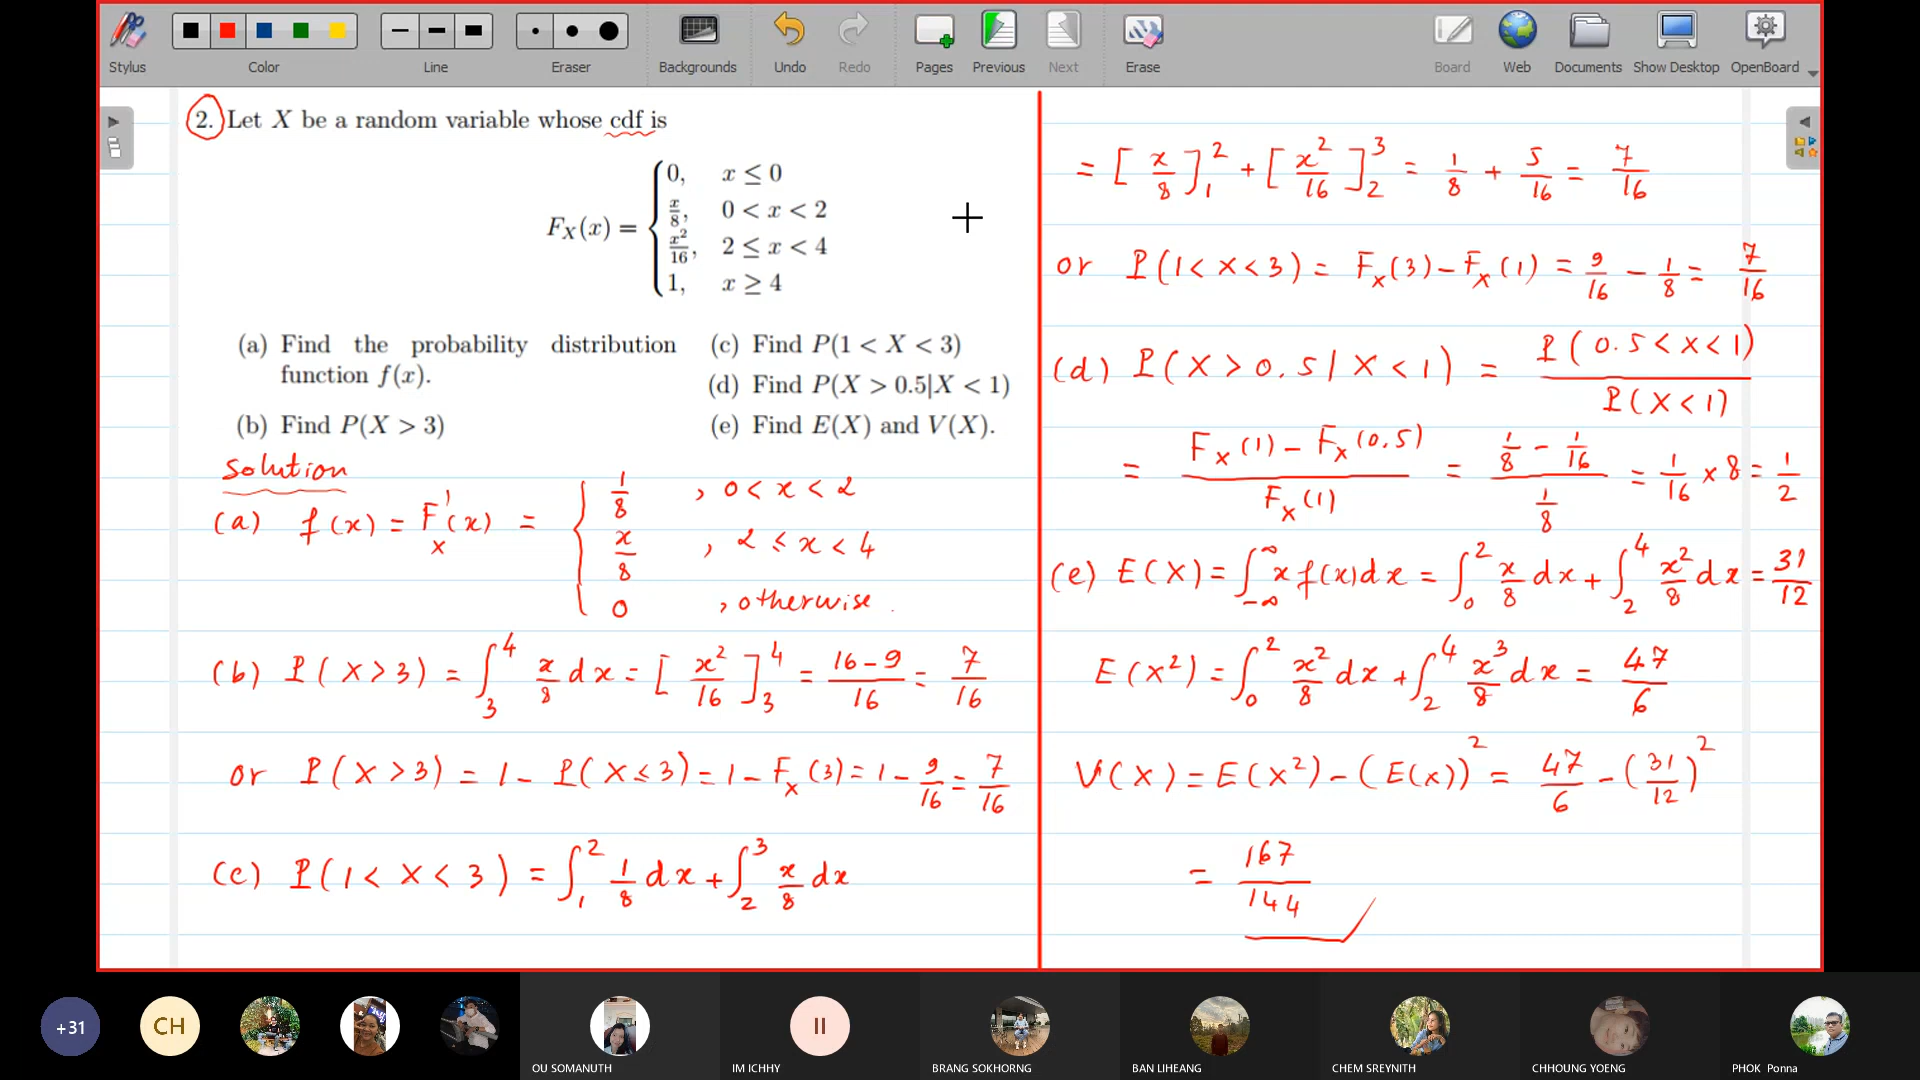 Stylus Color Line Eraser Backgrounds Undo Redo Pages Previous Next Erase Board Web Documents Show Desktop OpenBoard
2. Let X be a random variable whose cdf is
F_X(x) = { 0, x ≤ 0
x/8, 0 < x < 2
x²/16, 2 ≤ x < 4
1, x ≥ 4
(a) Find the probability distribution function f(x).
(b) Find P(X > 3)
(c) Find P(1 < X < 3)
(d) Find P(X > 0.5|X < 1)
(e) Find E(X) and V(X).
Solution
(a) f(x) = F'_X(x) = { 1/8 , 0 < x < 2
x/8 , 2 ≤ x < 4
0 , otherwise.
(b) P(X > 3) = ∫_3^4 x/8 dx = [x²/16]_3^4 = (16-9)/16 = 7/16
or P(X > 3) = 1 - P(X ≤ 3) = 1 - F_X(3) = 1 - 9/16 = 7/16
(c) P(1 < X < 3) = ∫_1^2 1/8 dx + ∫_2^3 x/8 dx
= [x/8]_1^2 + [x²/16]_2^3 = 1/8 + 5/16 = 7/16
or P(1 < X < 3) = F_X(3) - F_X(1) = 9/16 - 1/8 = 7/16
(d) P(X > 0.5 | X < 1) = P(0.5 < X < 1) / P(X < 1)
= (F_X(1) - F_X(0.5)) / F_X(1) = (1/8 - 1/16) / (1/8) = 1/16 × 8 = 1/2
(e) E(X) = ∫_{-∞}^{∞} x f(x) dx = ∫_0^2 x/8 dx + ∫_2^4 x²/8 dx = 31/12
E(X²) = ∫_0^2 x²/8 dx + ∫_2^4 x³/8 dx = 47/6
V(X) = E(X²) - (E(X))² = 47/6 - (31/12)²
= 167/144
+31 CH II
OU SOMANUTH IM ICHHY BRANG SOKHORNG BAN LIHEANG CHEM SREYNITH CHHOUNG YOENG PHOK Ponna